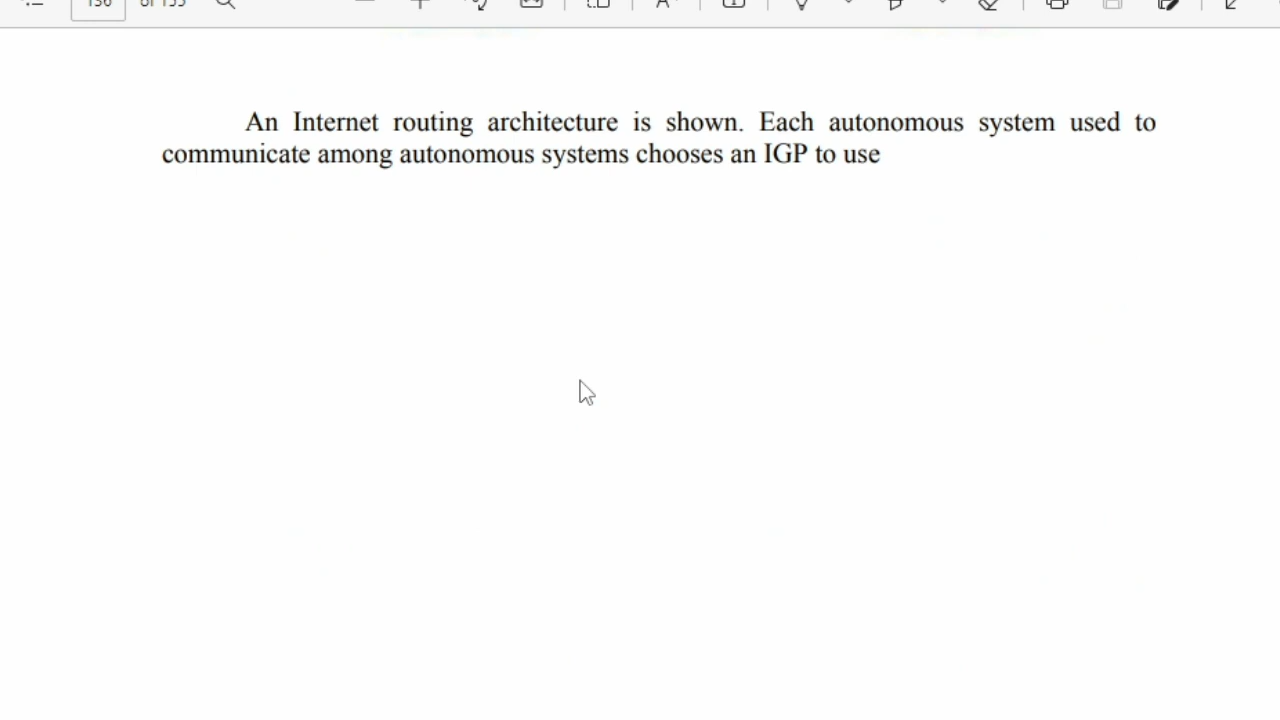 An Internet routing architecture is shown. Each autonomous system used to
communicate among autonomous systems chooses an IGP to use